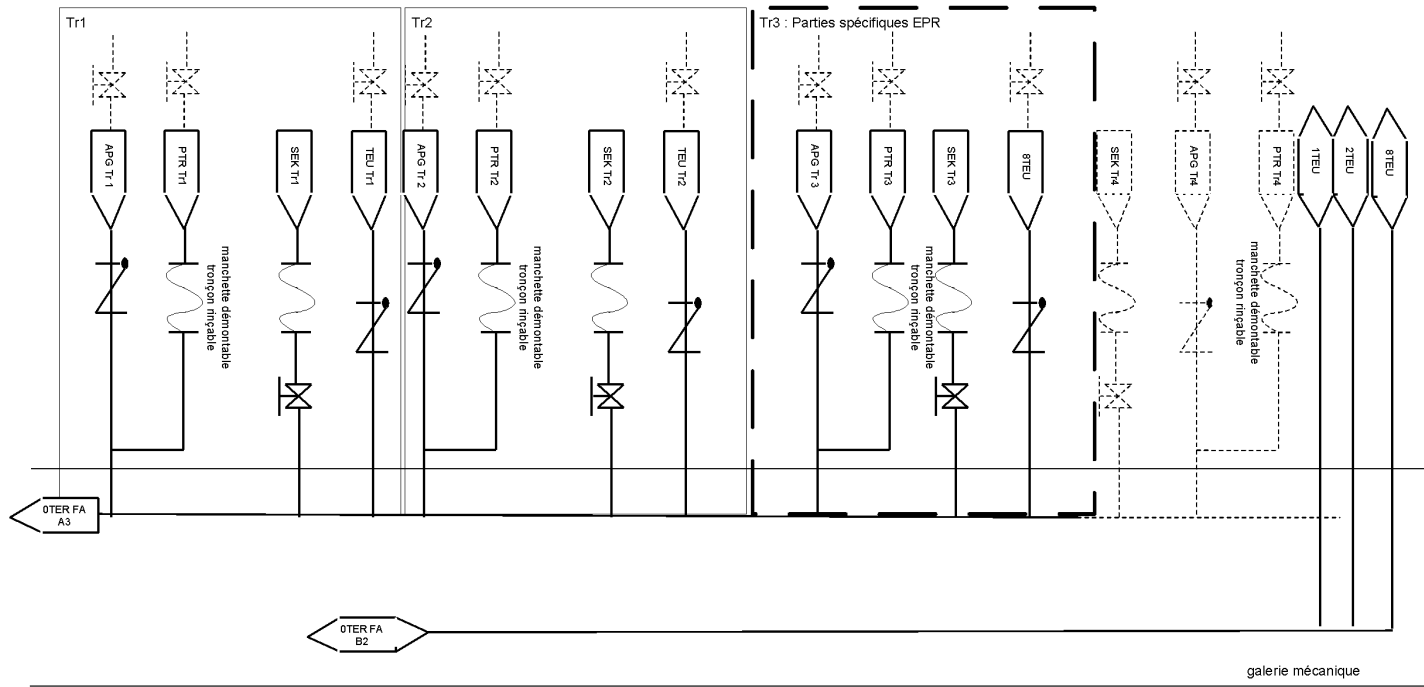 Tr1
Tr2
Tr3 : Parties spécifiques EPR
APG Tr 1
PTR Tr1
SEK Tr1
TEU Tr1
APG Tr 2
PTR Tr2
SEK Tr2
TEU Tr2
APG Tr 3
PTR Tr3
SEK Tr3
8TEU
SEK Tr4
APG Tr4
PTR Tr4
1TEU
2TEU
8TEU
manchette démontable
tronçon rinçable
manchette démontable
tronçon rinçable
manchette démontable
tronçon rinçable
manchette démontable
tronçon rinçable
0TER FA
A3
0TER FA
B2
galerie mécanique